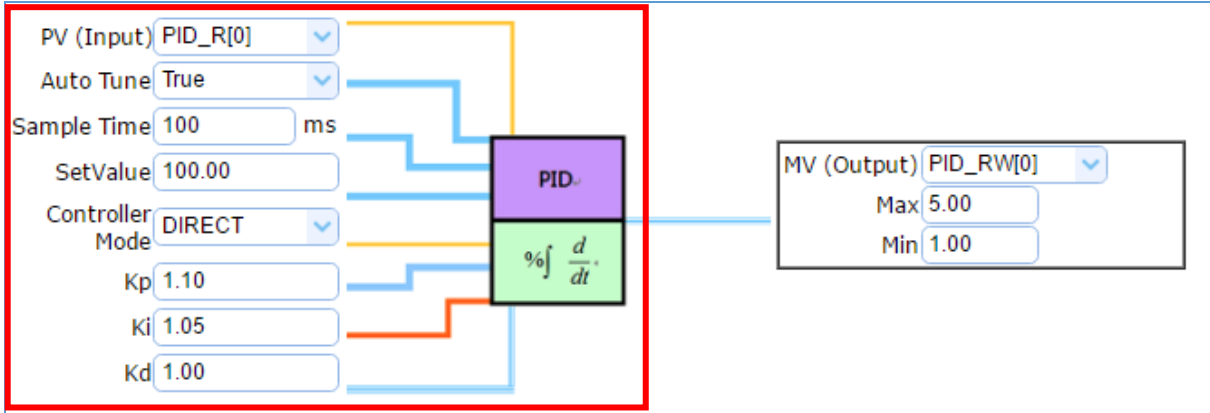 PV (Input) PID_R[0]
Auto Tune True
Sample Time 100 ms
SetValue 100.00
Controller
Mode DIRECT
Kp 1.10
Ki 1.05
Kd 1.00
PID
%∫ d/dt
MV (Output) PID_RW[0]
Max 5.00
Min 1.00